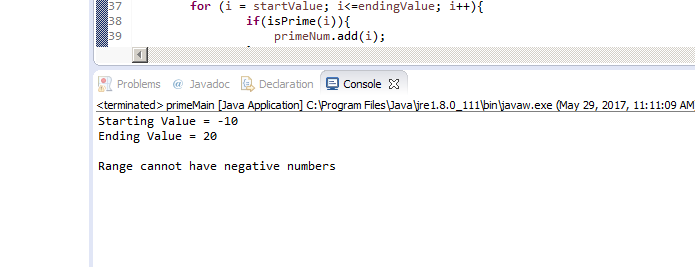 37 for (i = startValue; i<=endingValue; i++){
38 if(isPrime(i)){
39 primeNum.add(i);
Problems @ Javadoc Declaration Console
<terminated> primeMain [Java Application] C:\Program Files\Java\jre1.8.0_111\bin\javaw.exe (May 29, 2017, 11:11:09 AM
Starting Value = -10
Ending Value = 20
Range cannot have negative numbers